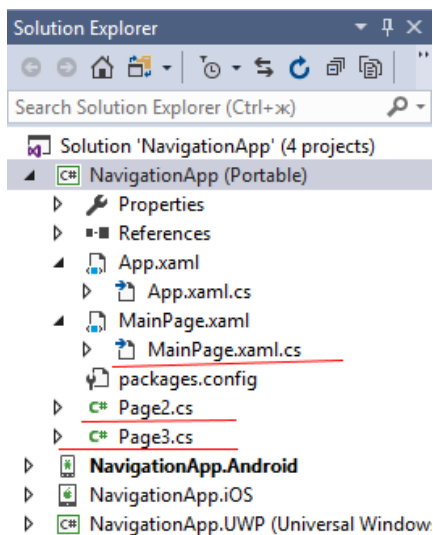 Solution Explorer
Search Solution Explorer (Ctrl+ж)
Solution 'NavigationApp' (4 projects)
C# NavigationApp (Portable)
Properties
References
App.xaml
App.xaml.cs
MainPage.xaml
MainPage.xaml.cs
packages.config
C# Page2.cs
C# Page3.cs
NavigationApp.Android
NavigationApp.iOS
C# NavigationApp.UWP (Universal Windows